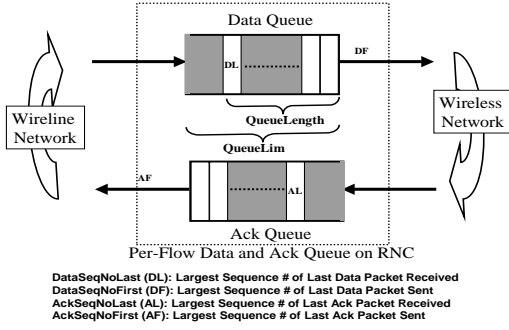 Data Queue
DF
DL
Wireline
Network
Wireless
Network
QueueLength
QueueLim
AF
AL
Ack Queue
Per-Flow Data and Ack Queue on RNC
DataSeqNoLast (DL): Largest Sequence # of Last Data Packet Received
DataSeqNoFirst (DF): Largest Sequence # of Last Data Packet Sent
AckSeqNoLast (AL): Largest Sequence # of Last Ack Packet Received
AckSeqNoFirst (AF): Largest Sequence # of Last Ack Packet Sent